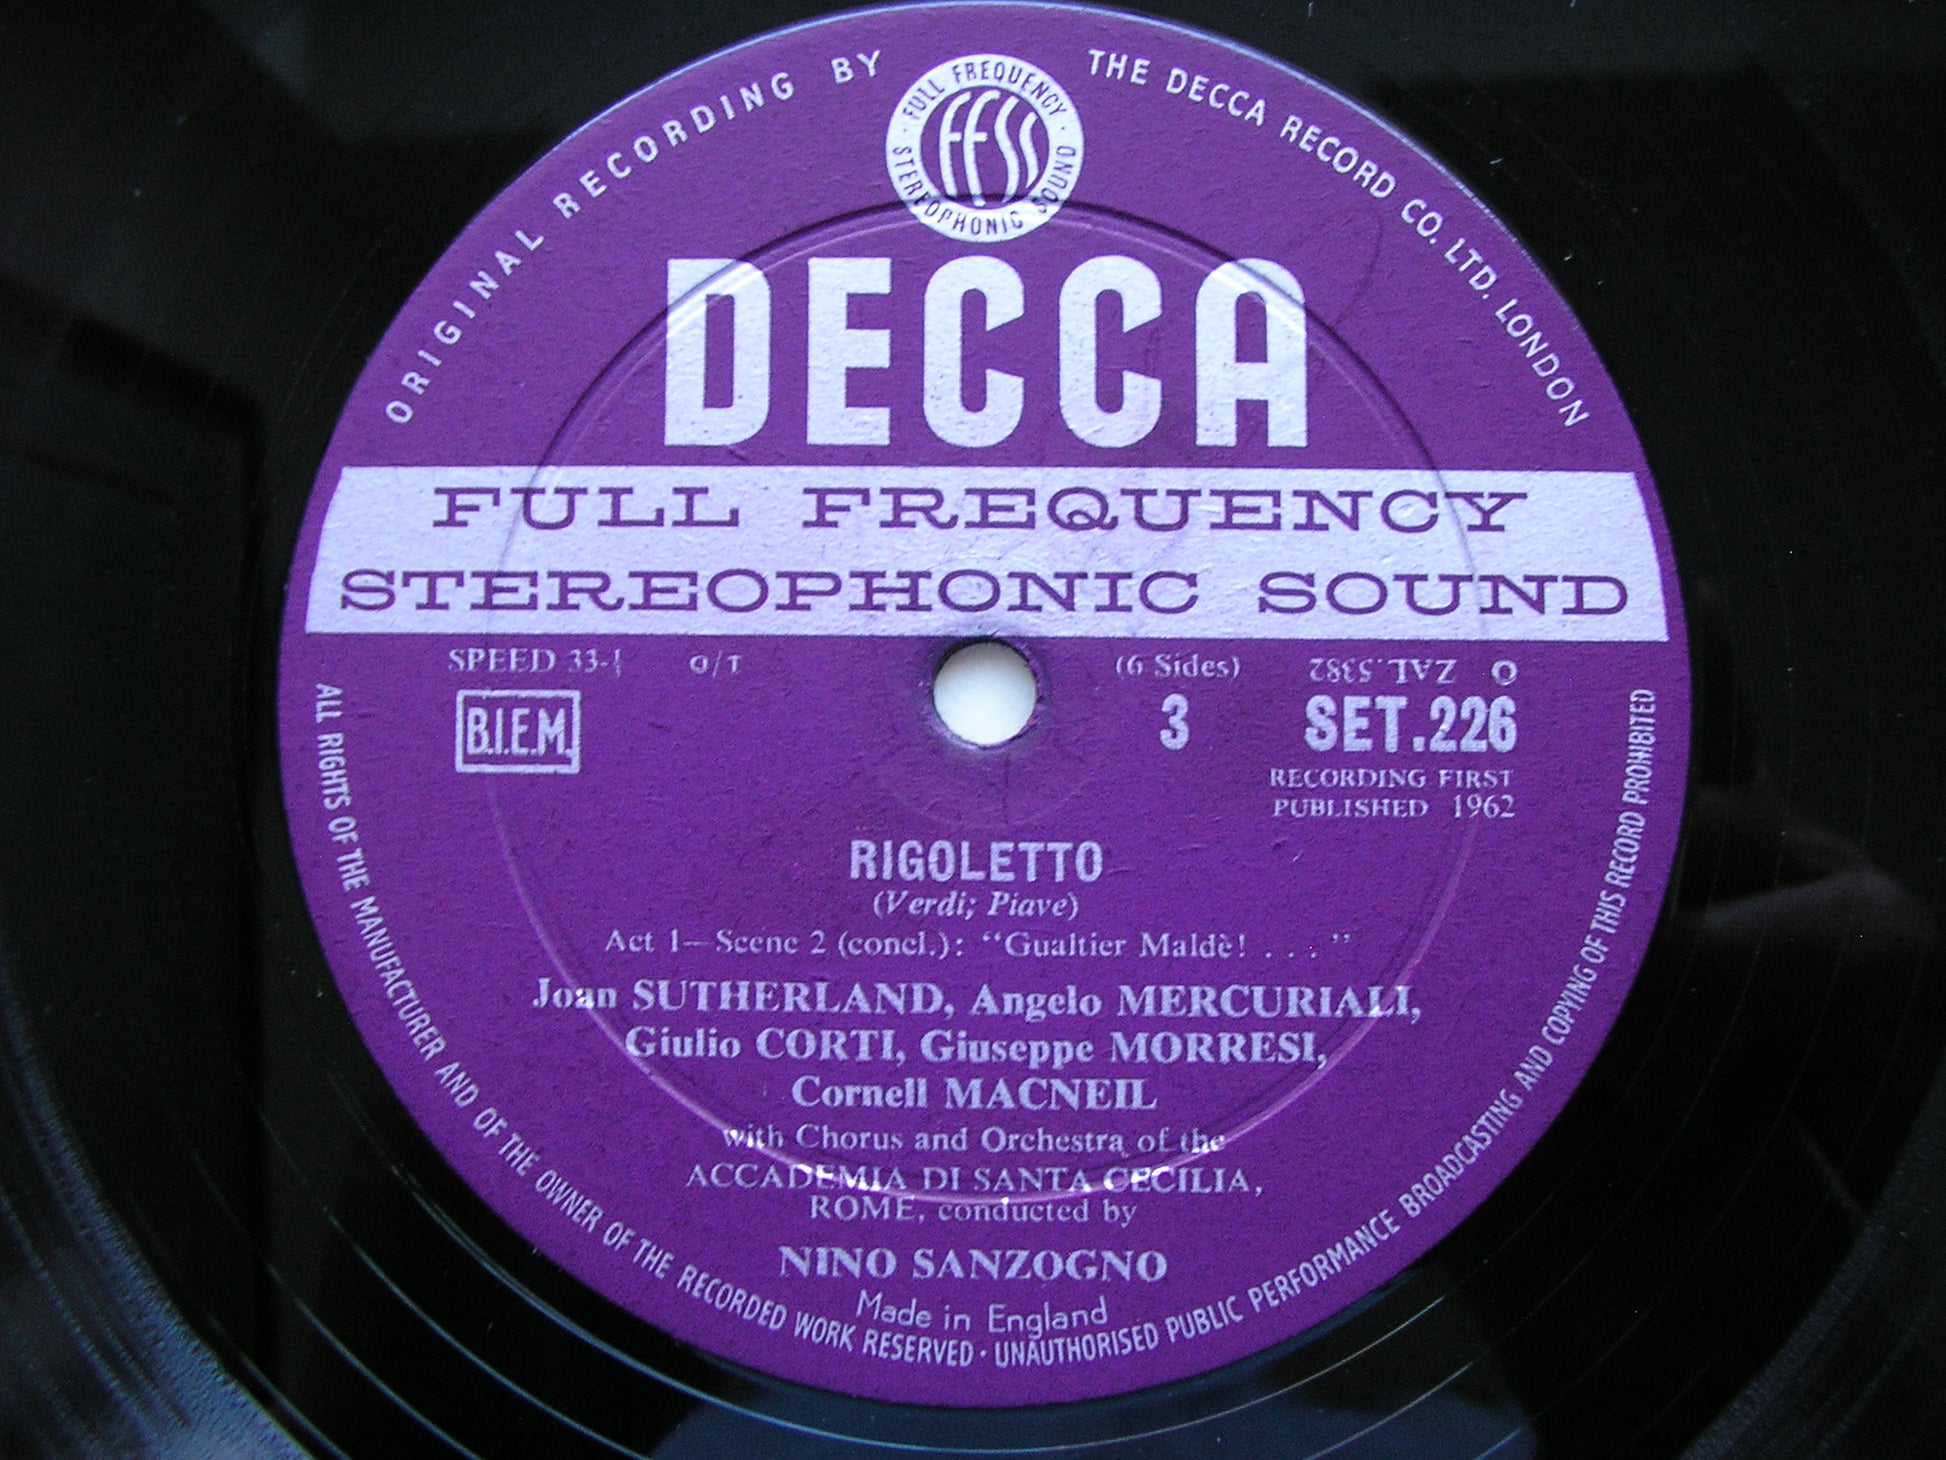 ORIGINAL RECORDING BY THE DECCA RECORD CO. LTD. LONDON
FULL FREQUENCY STEREOPHONIC SOUND
FFSS
DECCA
FULL FREQUENCY
STEREOPHONIC SOUND
SPEED 33-⅓ O/T (6 Sides) ZAL.5382 O
B.I.E.M. 3 SET.226
RECORDING FIRST
PUBLISHED 1962
RIGOLETTO
(Verdi; Piave)
Act 1—Scene 2 (concl.): “Gualtier Maldè! . . . ”
Joan SUTHERLAND, Angelo MERCURIALI,
Giulio CORTI, Giuseppe MORRESI,
Cornell MACNEIL
with Chorus and Orchestra of the
ACCADEMIA DI SANTA CECILIA,
ROME, conducted by
NINO SANZOGNO
Made in England
ALL RIGHTS OF THE MANUFACTURER AND OF THE OWNER OF THE RECORDED WORK RESERVED · UNAUTHORISED PUBLIC PERFORMANCE BROADCASTING AND COPYING OF THIS RECORD PROHIBITED